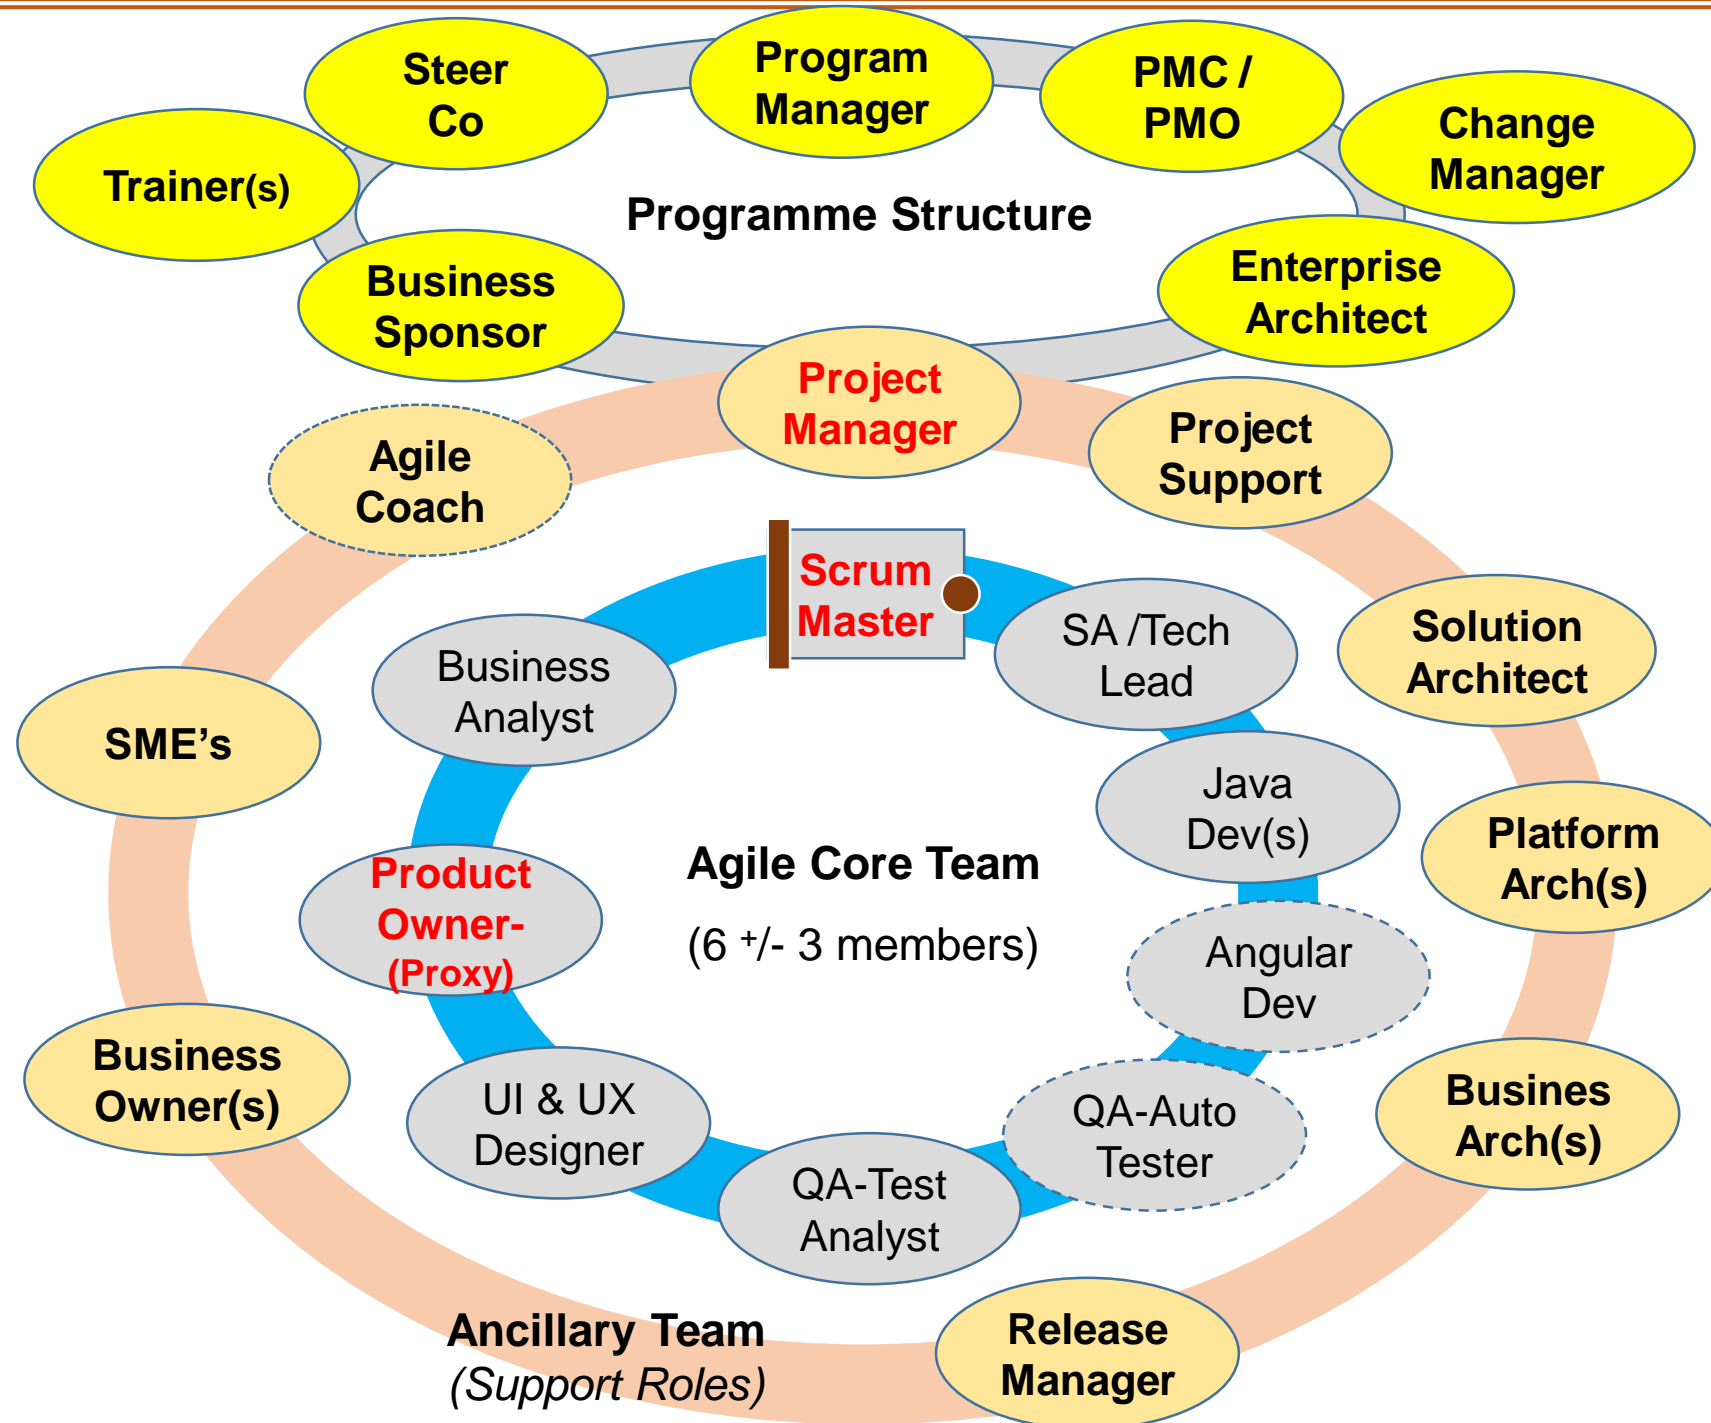 Steer
Co
Program
Manager
PMC /
PMO
Change
Manager
Trainer(s)
Programme Structure
Business
Sponsor
Enterprise
Architect
Project
Manager
Agile
Coach
Project
Support
Scrum
Master
SA /Tech
Lead
Solution
Architect
Business
Analyst
SME’s
Java
Dev(s)
Platform
Arch(s)
Agile Core Team
(6 +/- 3 members)
Product
Owner-
(Proxy)
Angular
Dev
Business
Owner(s)
UI & UX
Designer
QA-Auto
Tester
Busines
Arch(s)
QA-Test
Analyst
Ancillary Team
(Support Roles)
Release
Manager